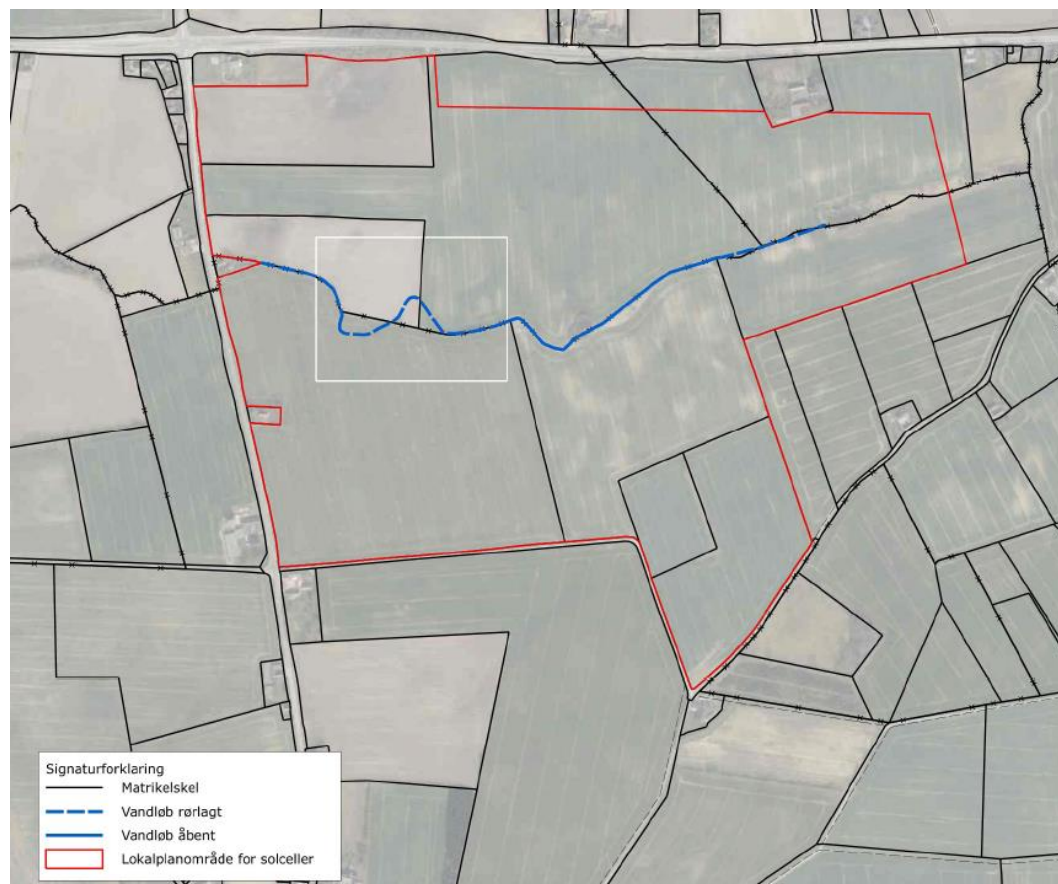 Signaturforklaring
Matrikelskel
Vandløb rørlagt
Vandløb åbent
Lokalplanområde for solceller